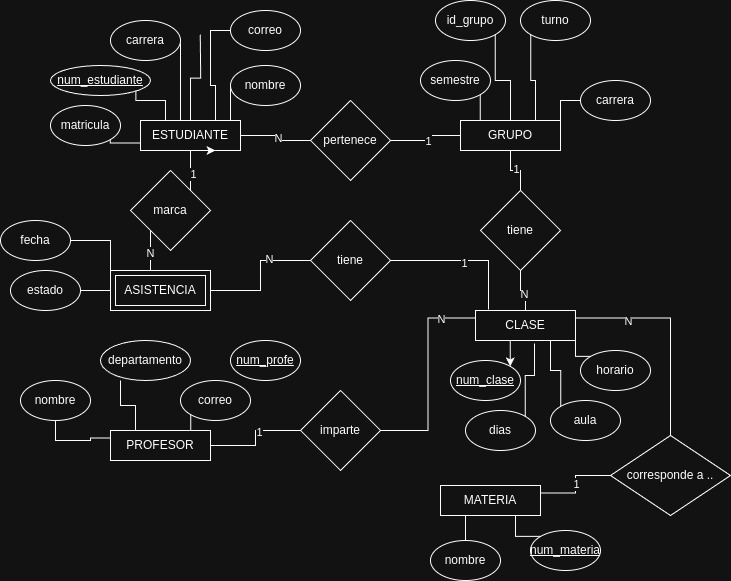 id_grupo
turno
carrera
correo
num_estudiante
semestre
nombre
carrera
matricula
ESTUDIANTE
N
pertenece
1
GRUPO
1
1
marca
tiene
fecha
N
N
tiene
1
estado
ASISTENCIA
N
N
CLASE
N
departamento
num_profe
num_clase
horario
nombre
correo
dias
aula
PROFESOR
1
imparte
corresponde a ..
1
MATERIA
nombre
num_materia